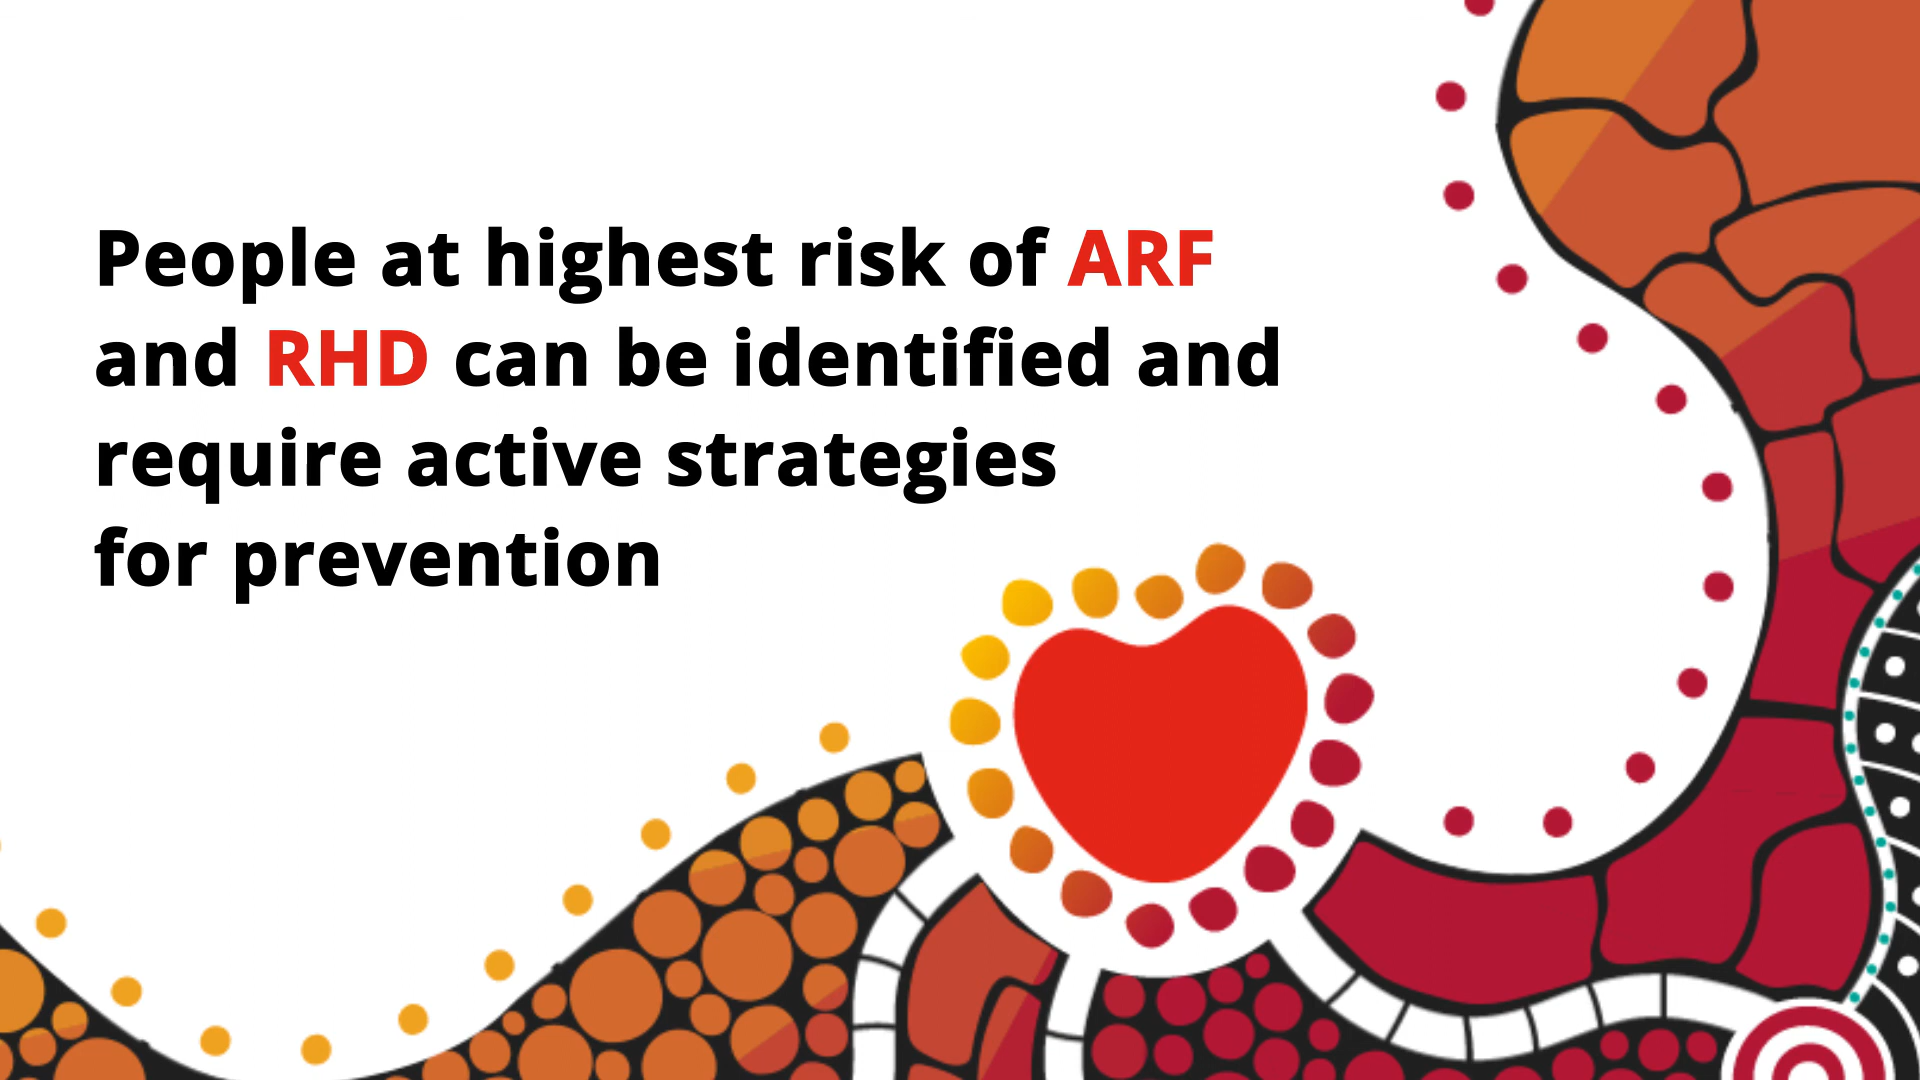 People at highest risk of ARF
and RHD can be identified and
require active strategies
for prevention